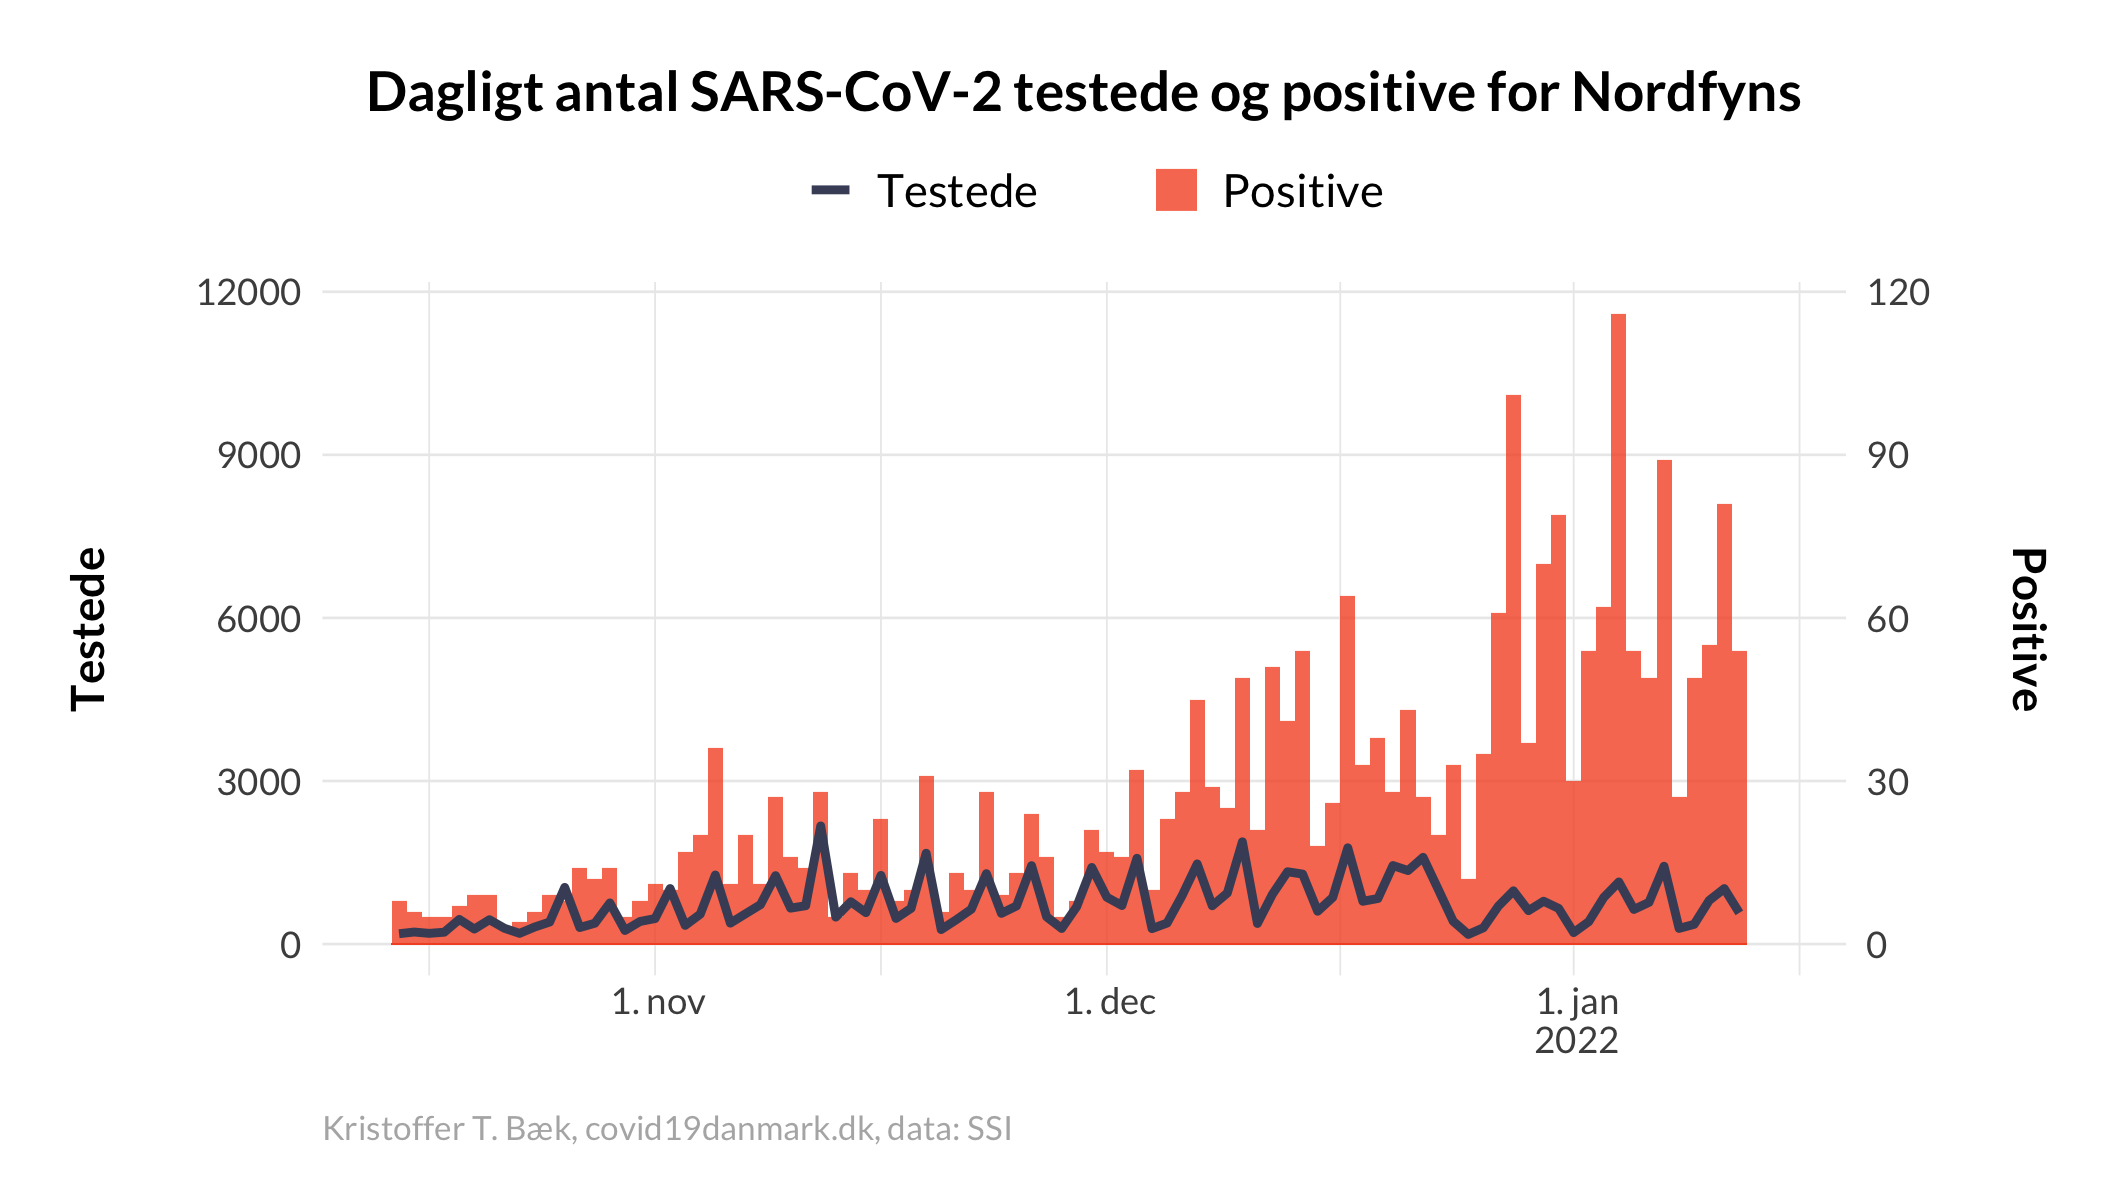 Dagligt antal SARS-CoV-2 testede og positive for Nordfyns
Testede
Positive
12000
9000
6000
3000
0
120
90
60
30
0
Testede
Positive
1. nov
1. dec
1. jan
2022
Kristoffer T. Bæk, covid19danmark.dk, data: SSI